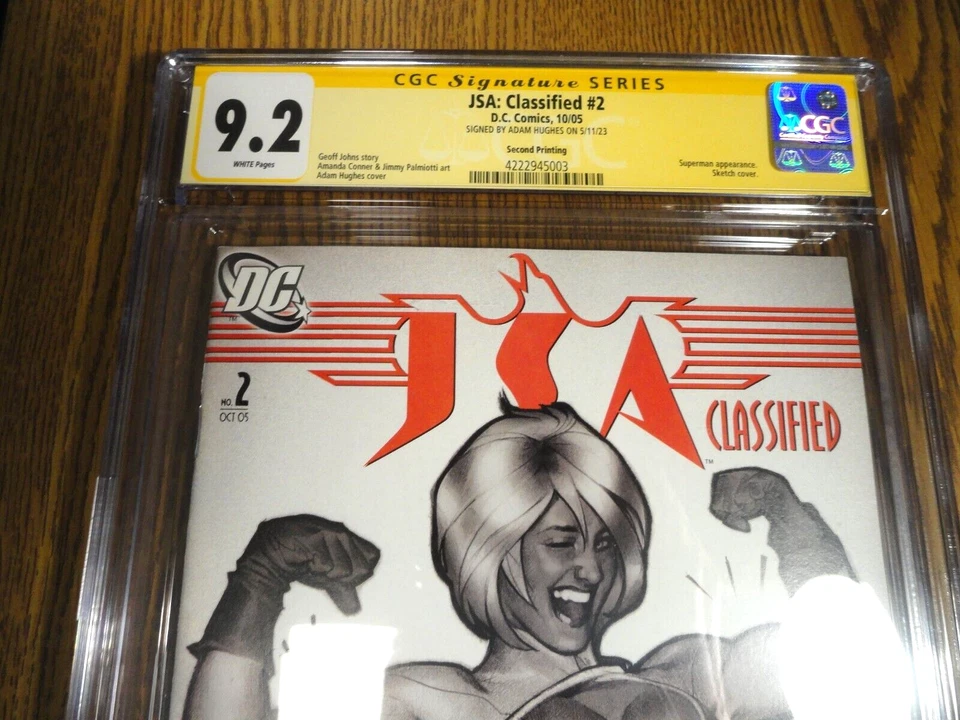 CGC Signature SERIES
9.2
WHITE Pages
JSA: Classified #2
D.C. Comics, 10/05
SIGNED BY ADAM HUGHES ON 5/11/23
Second Printing
4222945003
Geoff Johns story
Amanda Conner & Jimmy Palmiotti art
Adam Hughes cover
Superman appearance.
Sketch cover.
CGC
DC
TM
JSA
CLASSIFIED
TM
NO. 2
OCT 05